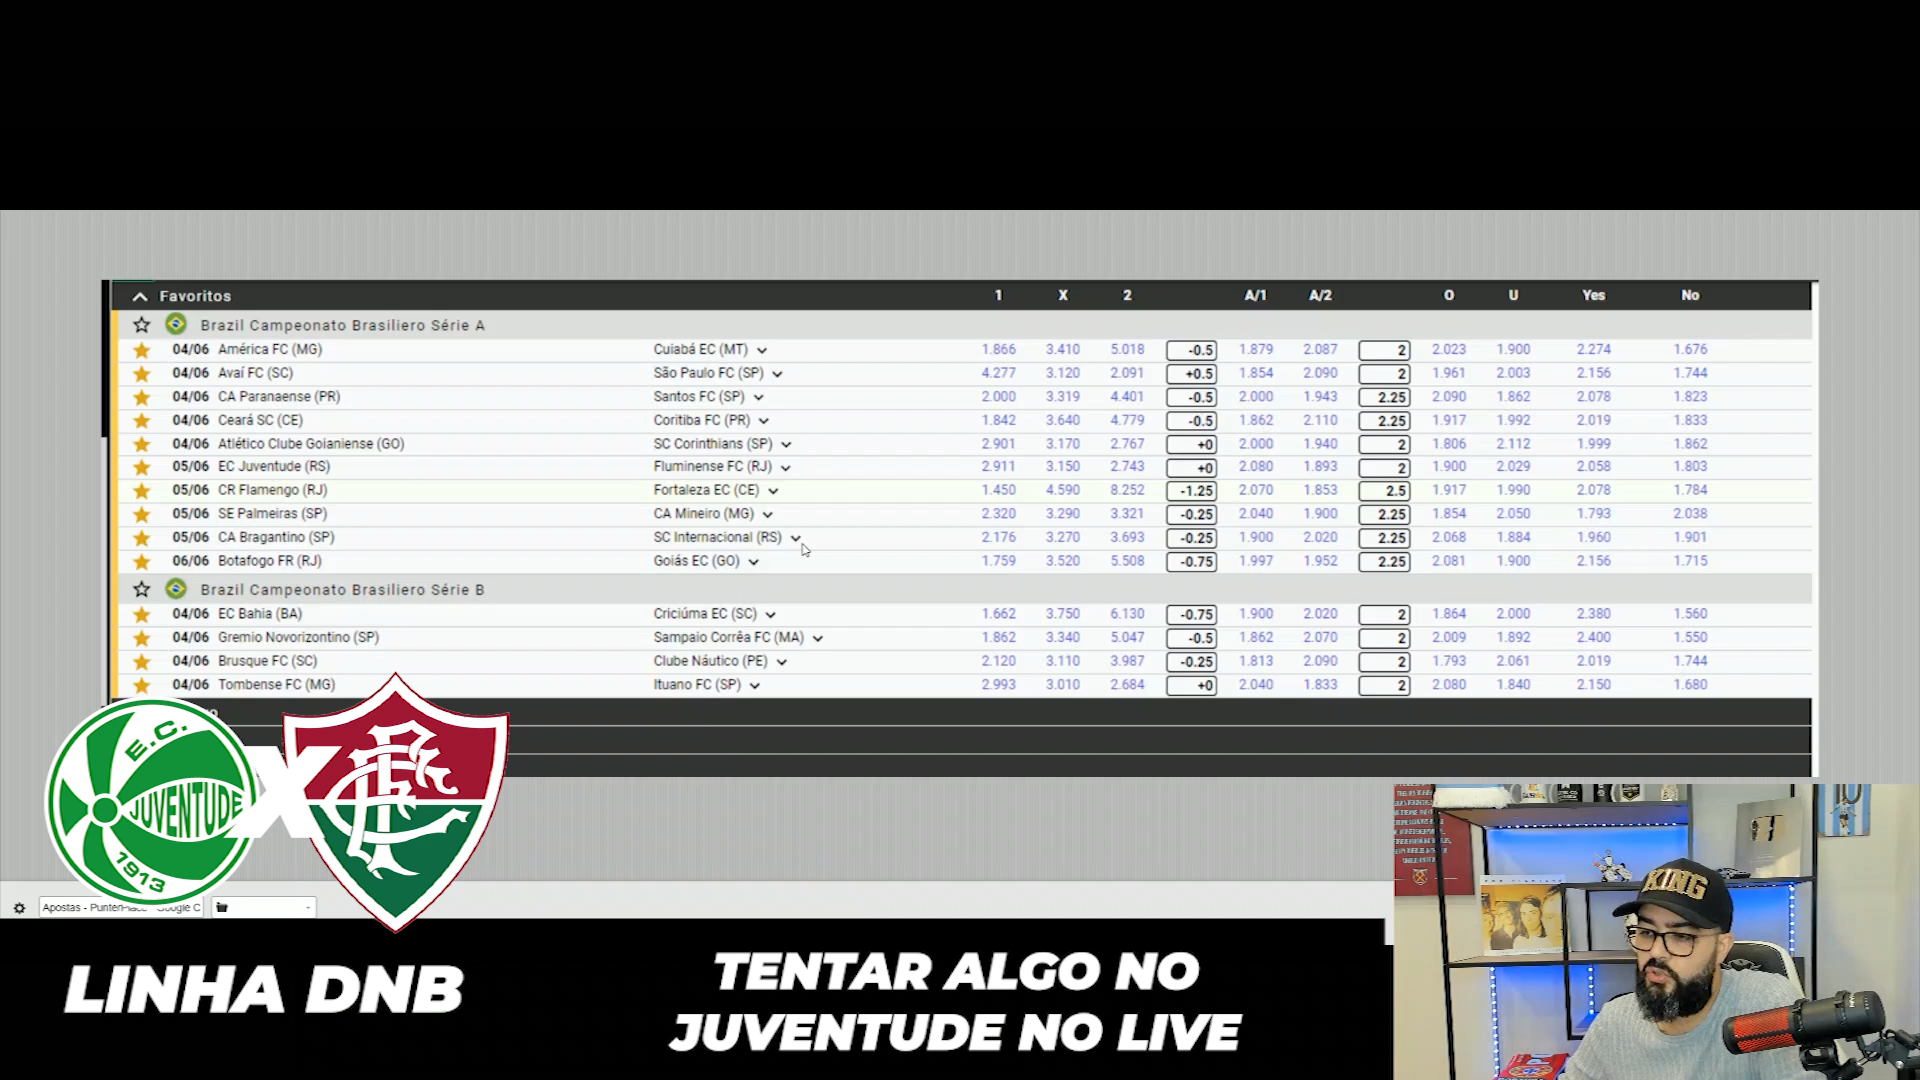 Favoritos 1 X 2 A/1 A/2 O U Yes No
Brazil Campeonato Brasiliero Série A
04/06 América FC (MG) Cuiabá EC (MT) 1.866 3.410 5.018 -0.5 1.879 2.087 2 2.023 1.900 2.274 1.676
04/06 Avaí FC (SC) São Paulo FC (SP) 4.277 3.120 2.091 +0.5 1.854 2.090 2 1.961 2.003 2.156 1.744
04/06 CA Paranaense (PR) Santos FC (SP) 2.000 3.319 4.401 -0.5 2.000 1.943 2.25 2.090 1.862 2.078 1.823
04/06 Ceará SC (CE) Coritiba FC (PR) 1.842 3.640 4.779 -0.5 1.862 2.110 2.25 1.917 1.992 2.019 1.833
04/06 Atlético Clube Goianiense (GO) SC Corinthians (SP) 2.901 3.170 2.767 +0 2.000 1.940 2 1.806 2.112 1.999 1.862
05/06 EC Juventude (RS) Fluminense FC (RJ) 2.911 3.150 2.743 +0 2.080 1.893 2 1.900 2.029 2.058 1.803
05/06 CR Flamengo (RJ) Fortaleza EC (CE) 1.450 4.590 8.252 -1.25 2.070 1.853 2.5 1.917 1.990 2.078 1.784
05/06 SE Palmeiras (SP) CA Mineiro (MG) 2.320 3.290 3.321 -0.25 2.040 1.900 2.25 1.854 2.050 1.793 2.038
05/06 CA Bragantino (SP) SC Internacional (RS) 2.176 3.270 3.693 -0.25 1.900 2.020 2.25 2.068 1.884 1.960 1.901
06/06 Botafogo FR (RJ) Goiás EC (GO) 1.759 3.520 5.508 -0.75 1.997 1.952 2.25 2.081 1.900 2.156 1.715
Brazil Campeonato Brasiliero Série B
04/06 EC Bahia (BA) Criciúma EC (SC) 1.662 3.750 6.130 -0.75 1.900 2.020 2 1.864 2.000 2.380 1.560
04/06 Gremio Novorizontino (SP) Sampaio Corrêa FC (MA) 1.862 3.340 5.047 -0.5 1.862 2.070 2 2.009 1.892 2.400 1.550
04/06 Brusque FC (SC) Clube Náutico (PE) 2.120 3.110 3.987 -0.25 1.813 2.090 2 1.793 2.061 2.019 1.744
04/06 Tombense FC (MG) Ituano FC (SP) 2.993 3.010 2.684 +0 2.040 1.833 2 2.080 1.840 2.150 1.680
E.C.
JUVENTUDE
1913
X
FFC
Apostas -
LINHA DNB
TENTAR ALGO NO
JUVENTUDE NO LIVE
KING